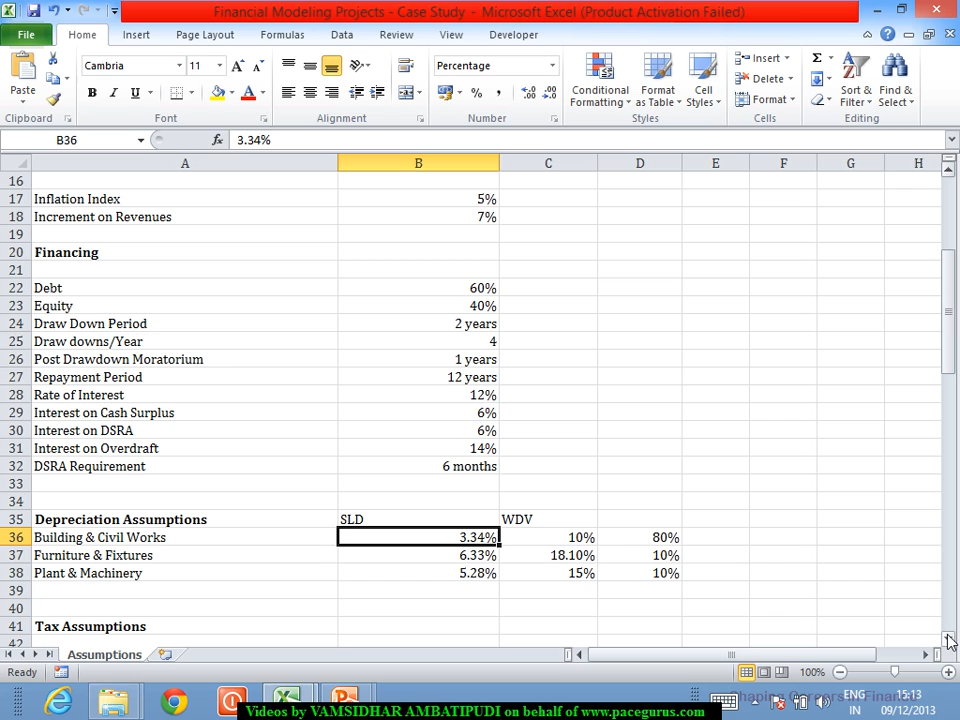 Financial Modeling Projects - Case Study - Microsoft Excel (Product Activation Failed)
File Home Insert Page Layout Formulas Data Review View Developer
Paste
Cambria 11
B I U
Percentage
Conditional Formatting
Format as Table
Cell Styles
Insert
Delete
Format
Sort & Filter
Find & Select
Clipboard Font Alignment Number Styles Cells Editing
B36 fx 3.34%
A B C D E F G H
16
17 Inflation Index 5%
18 Increment on Revenues 7%
19
20 Financing
21
22 Debt 60%
23 Equity 40%
24 Draw Down Period 2 years
25 Draw downs/Year 4
26 Post Drawdown Moratorium 1 years
27 Repayment Period 12 years
28 Rate of Interest 12%
29 Interest on Cash Surplus 6%
30 Interest on DSRA 6%
31 Interest on Overdraft 14%
32 DSRA Requirement 6 months
33
34
35 Depreciation Assumptions SLD WDV
36 Building & Civil Works 3.34% 10% 80%
37 Furniture & Fixtures 6.33% 18.10% 10%
38 Plant & Machinery 5.28% 15% 10%
39
40
41 Tax Assumptions
42
Assumptions
Ready 100%
Shaping Careers in Finance
ENG 15:13
IN 09/12/2013
Videos by VAMSIDHAR AMBATIPUDI on behalf of www.pacegurus.com